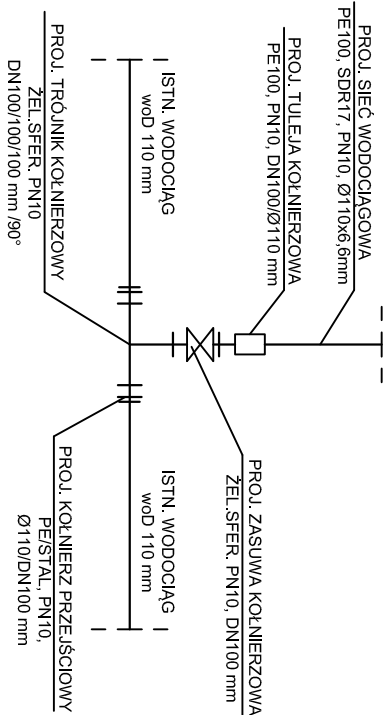 PROJ. SIEĆ WODOCIĄGOWA
PE100, SDR17, PN10, Ø110x6,6mm
PROJ. TULEJA KOŁNIERZOWA
PE100, PN10, DN100/Ø110 mm
ISTN. WODOCIĄG
woD 110 mm
PROJ. TRÓJNIK KOŁNIERZOWY
ŻEL.SFER. PN10
DN100/100/100 mm /90°
PROJ. ZASUWA KOŁNIERZOWA
ŻEL.SFER. PN10, DN100 mm
ISTN. WODOCIĄG
woD 110 mm
PROJ. KOŁNIERZ PRZEJŚCIOWY
PE/STAL, PN10,
Ø110/DN100 mm